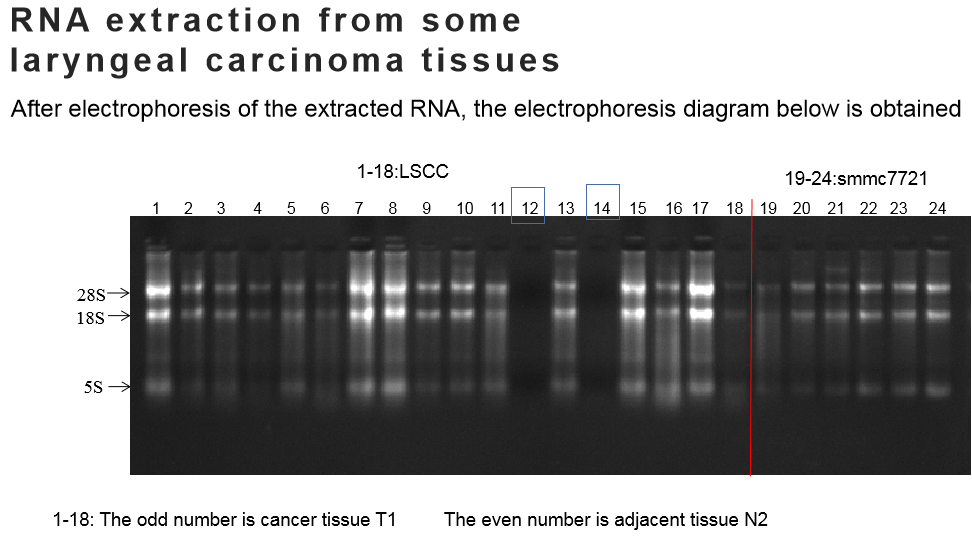 RNA extraction from some
laryngeal carcinoma tissues
After electrophoresis of the extracted RNA, the electrophoresis diagram below is obtained
1-18:LSCC
19-24:smmc7721
1 2 3 4 5 6 7 8 9 10 11 12 13 14 15 16 17 18 19 20 21 22 23 24
28S
18S
5S
1-18: The odd number is cancer tissue T1 The even number is adjacent tissue N2